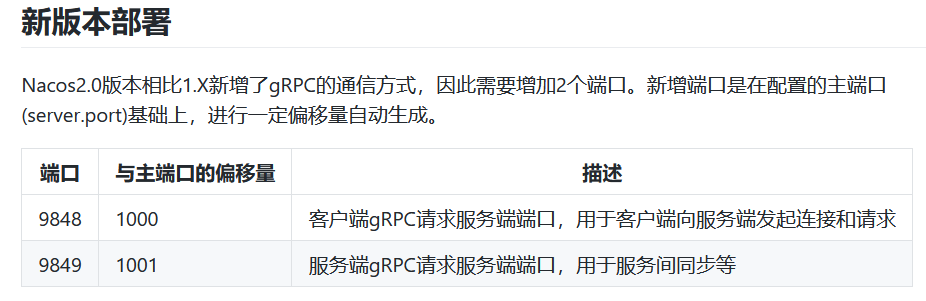 新版本部署
Nacos2.0版本相比1.X新增了gRPC的通信方式，因此需要增加2个端口。新增端口是在配置的主端口
(server.port)基础上，进行一定偏移量自动生成。
端口 与主端口的偏移量 描述
9848 1000 客户端gRPC请求服务端端口，用于客户端向服务端发起连接和请求
9849 1001 服务端gRPC请求服务端端口，用于服务间同步等